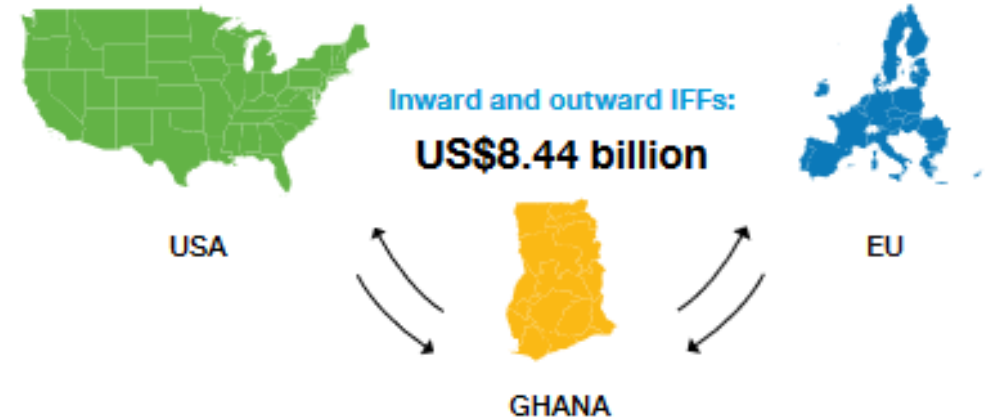 Inward and outward IFFs:
US$8.44 billion
USA
EU
GHANA